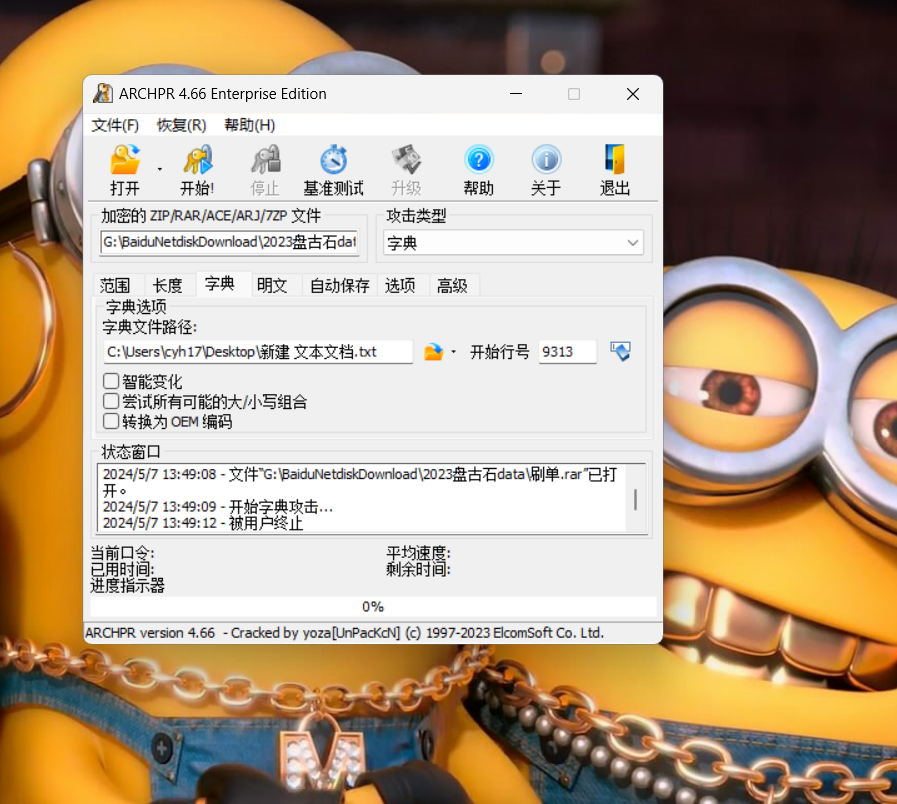 ARCHPR 4.66 Enterprise Edition
文件(F) 恢复(R) 帮助(H)
打开 开始! 停止 基准测试 升级 帮助 关于 退出
加密的 ZIP/RAR/ACE/ARJ/7ZP 文件 攻击类型
G:\BaiduNetdiskDownload\2023盘古石dat 字典
范围 长度 字典 明文 自动保存 选项 高级
字典选项
字典文件路径:
C:\Users\cyh17\Desktop\新建 文本文档.txt 开始行号 9313
智能变化
尝试所有可能的大/小写组合
转换为 OEM 编码
状态窗口
2024/5/7 13:49:08 - 文件"G:\BaiduNetdiskDownload\2023盘古石data\刷单.rar"已打
开。
2024/5/7 13:49:09 - 开始字典攻击...
2024/5/7 13:49:12 - 被用户终止
当前口令: 平均速度:
已用时间: 剩余时间:
进度指示器
0%
ARCHPR version 4.66 - Cracked by yoza[UnPacKcN] (c) 1997-2023 ElcomSoft Co. Ltd.
M